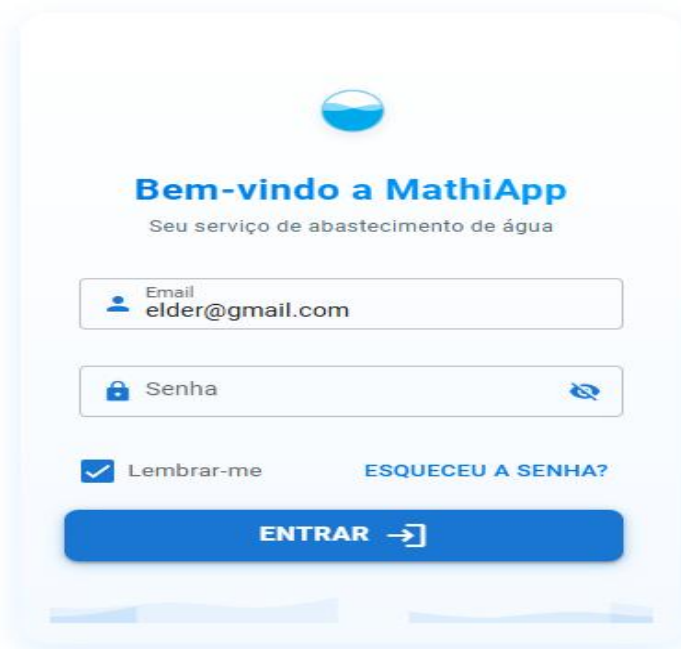 Bem-vindo a MathiApp
Seu serviço de abastecimento de água
Email
elder@gmail.com
Senha
Lembrar-me ESQUECEU A SENHA?
ENTRAR